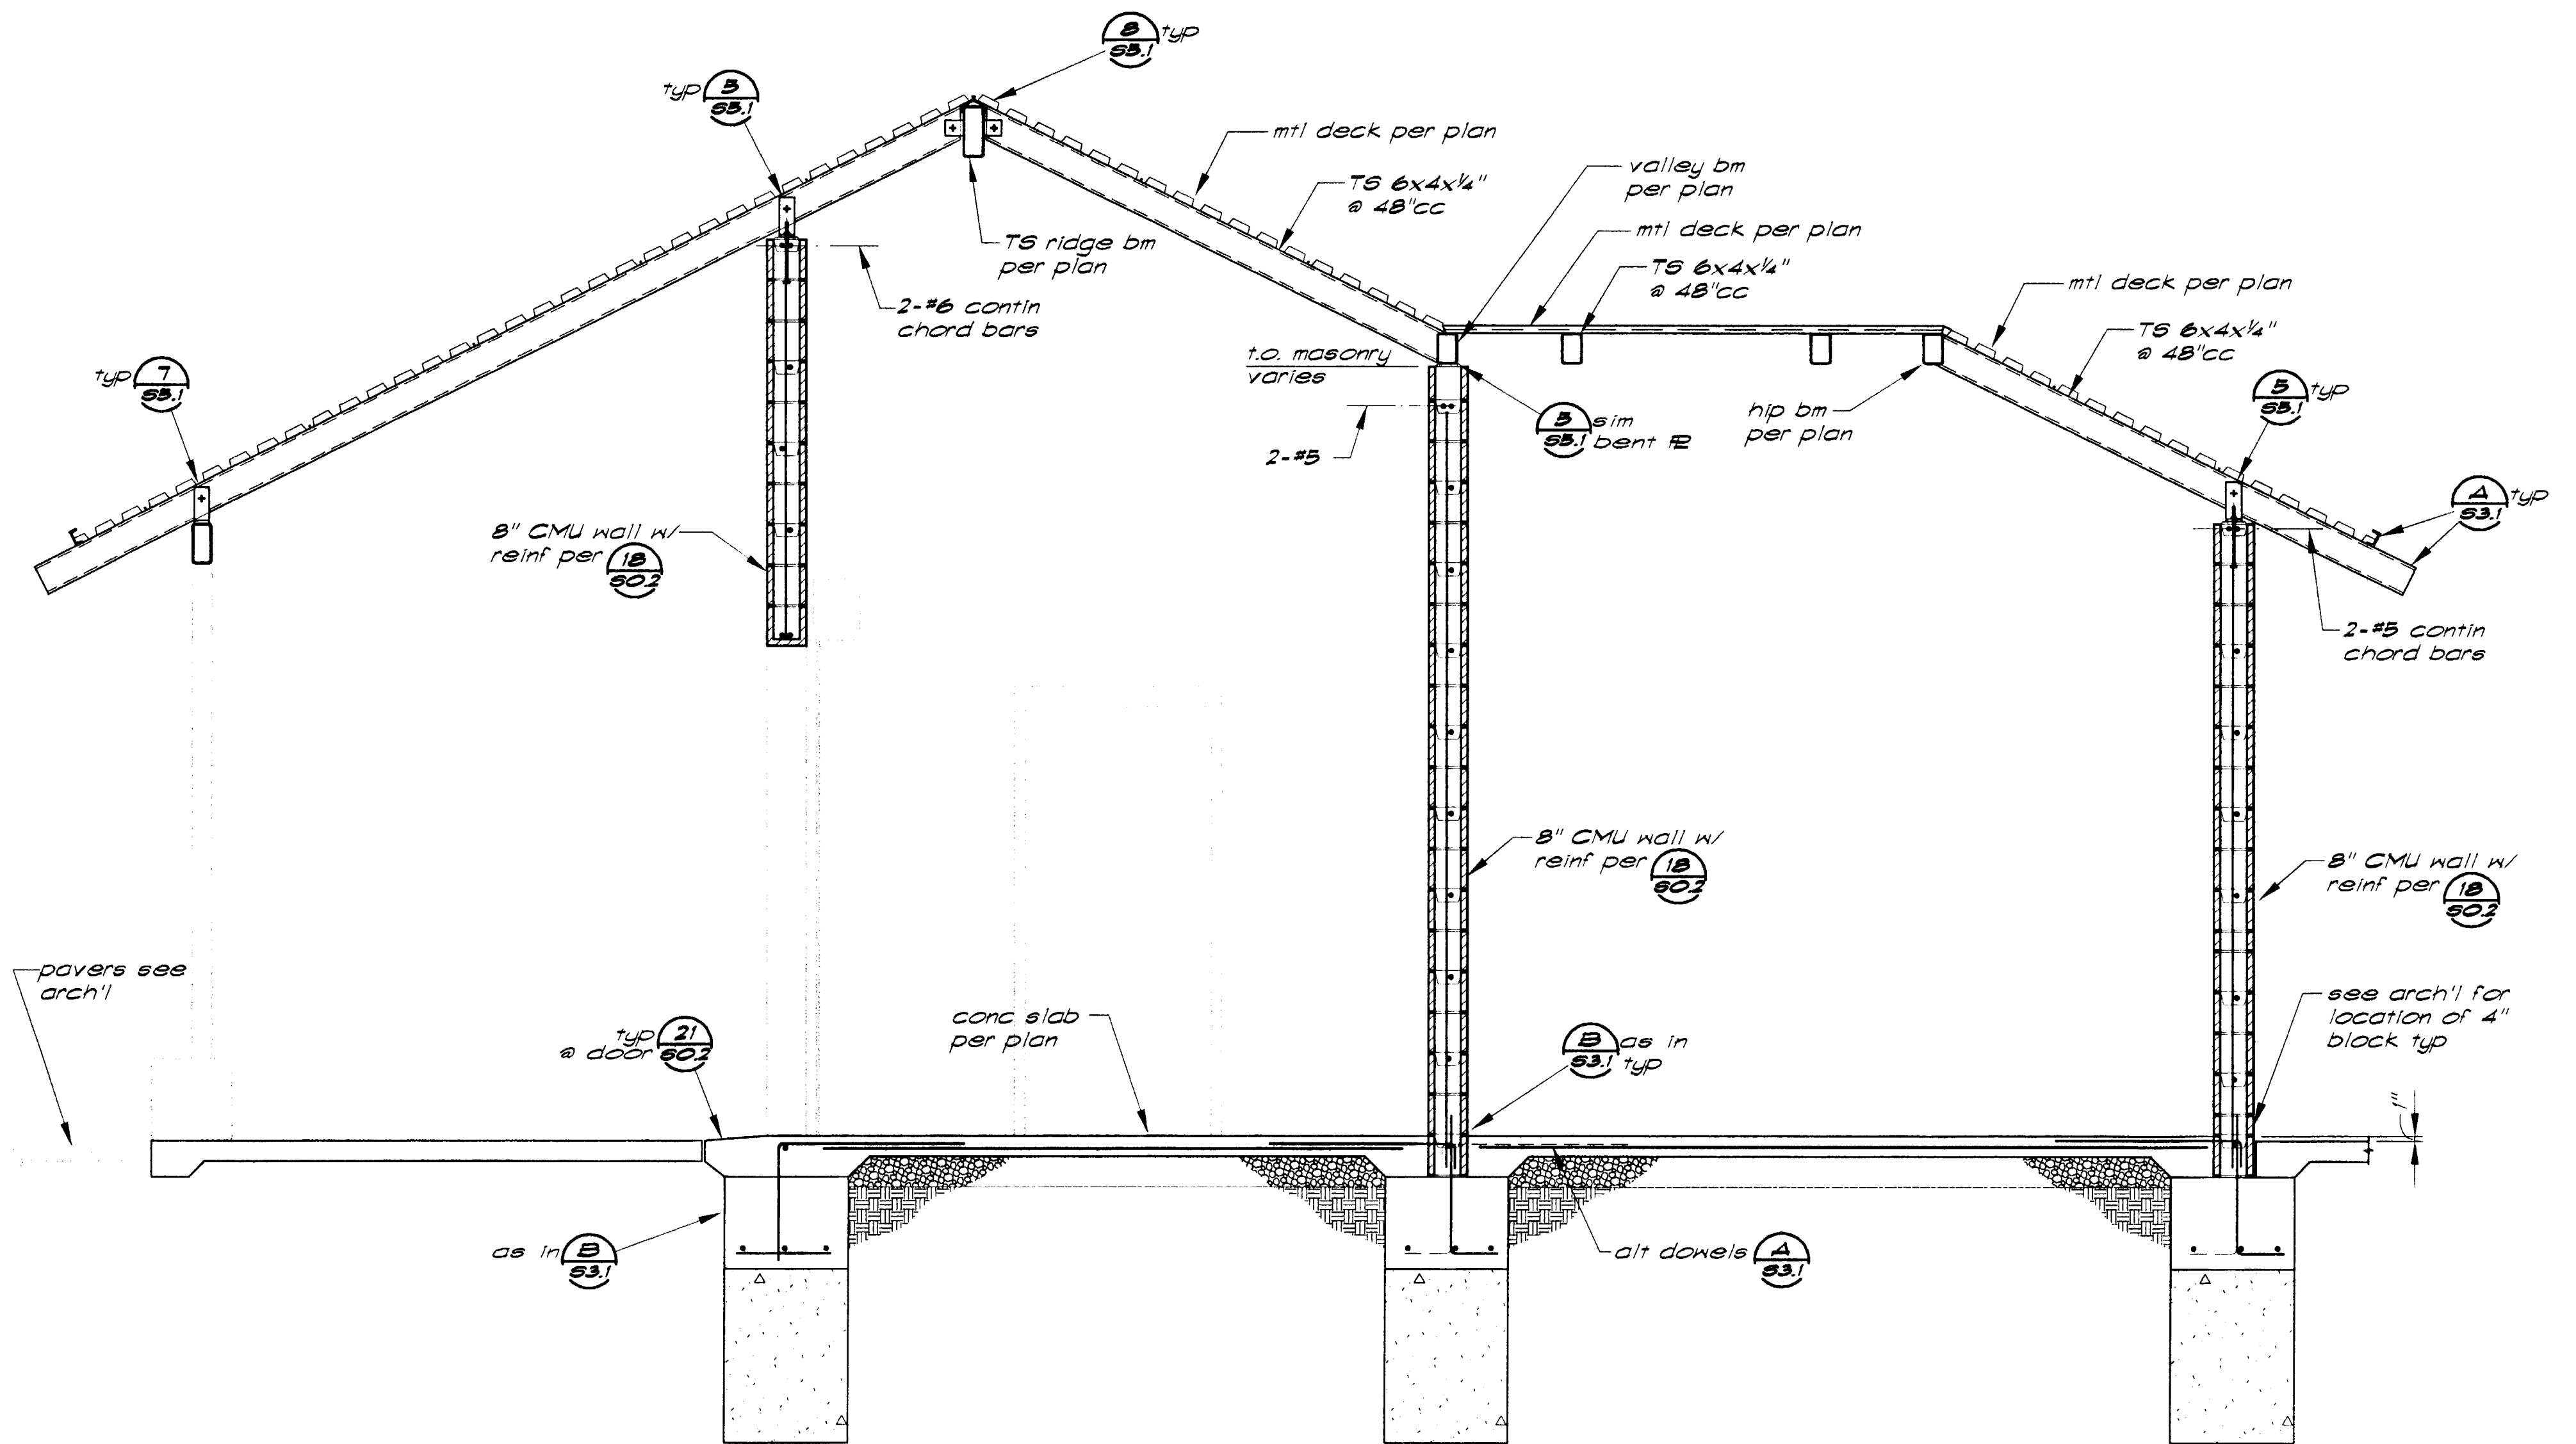 8
S5.1 typ
typ 5
S5.1
mtl deck per plan
valley bm
per plan
TS 6x4x1/4"
@ 48"cc
TS ridge bm
per plan
mtl deck per plan
TS 6x4x1/4"
@ 48"cc
mtl deck per plan
2-#6 contin
chord bars
TS 6x4x1/4"
@ 48"cc
t.o. masonry
varies
typ 7
S5.1
5 typ
S5.1
5 sim
S5.1 bent PL
hip bm
per plan
2-#5
A typ
S3.1
8" CMU wall w/
reinf per 18
S0.2
2-#5 contin
chord bars
8" CMU wall w/
reinf per 18
S0.2
8" CMU wall w/
reinf per 18
S0.2
pavers see
arch'l
see arch'l for
location of 4"
block typ
conc slab
per plan
typ 21
@ door S0.2
B as in
S3.1 typ
1"
as in B
S3.1
alt dowels A
S3.1